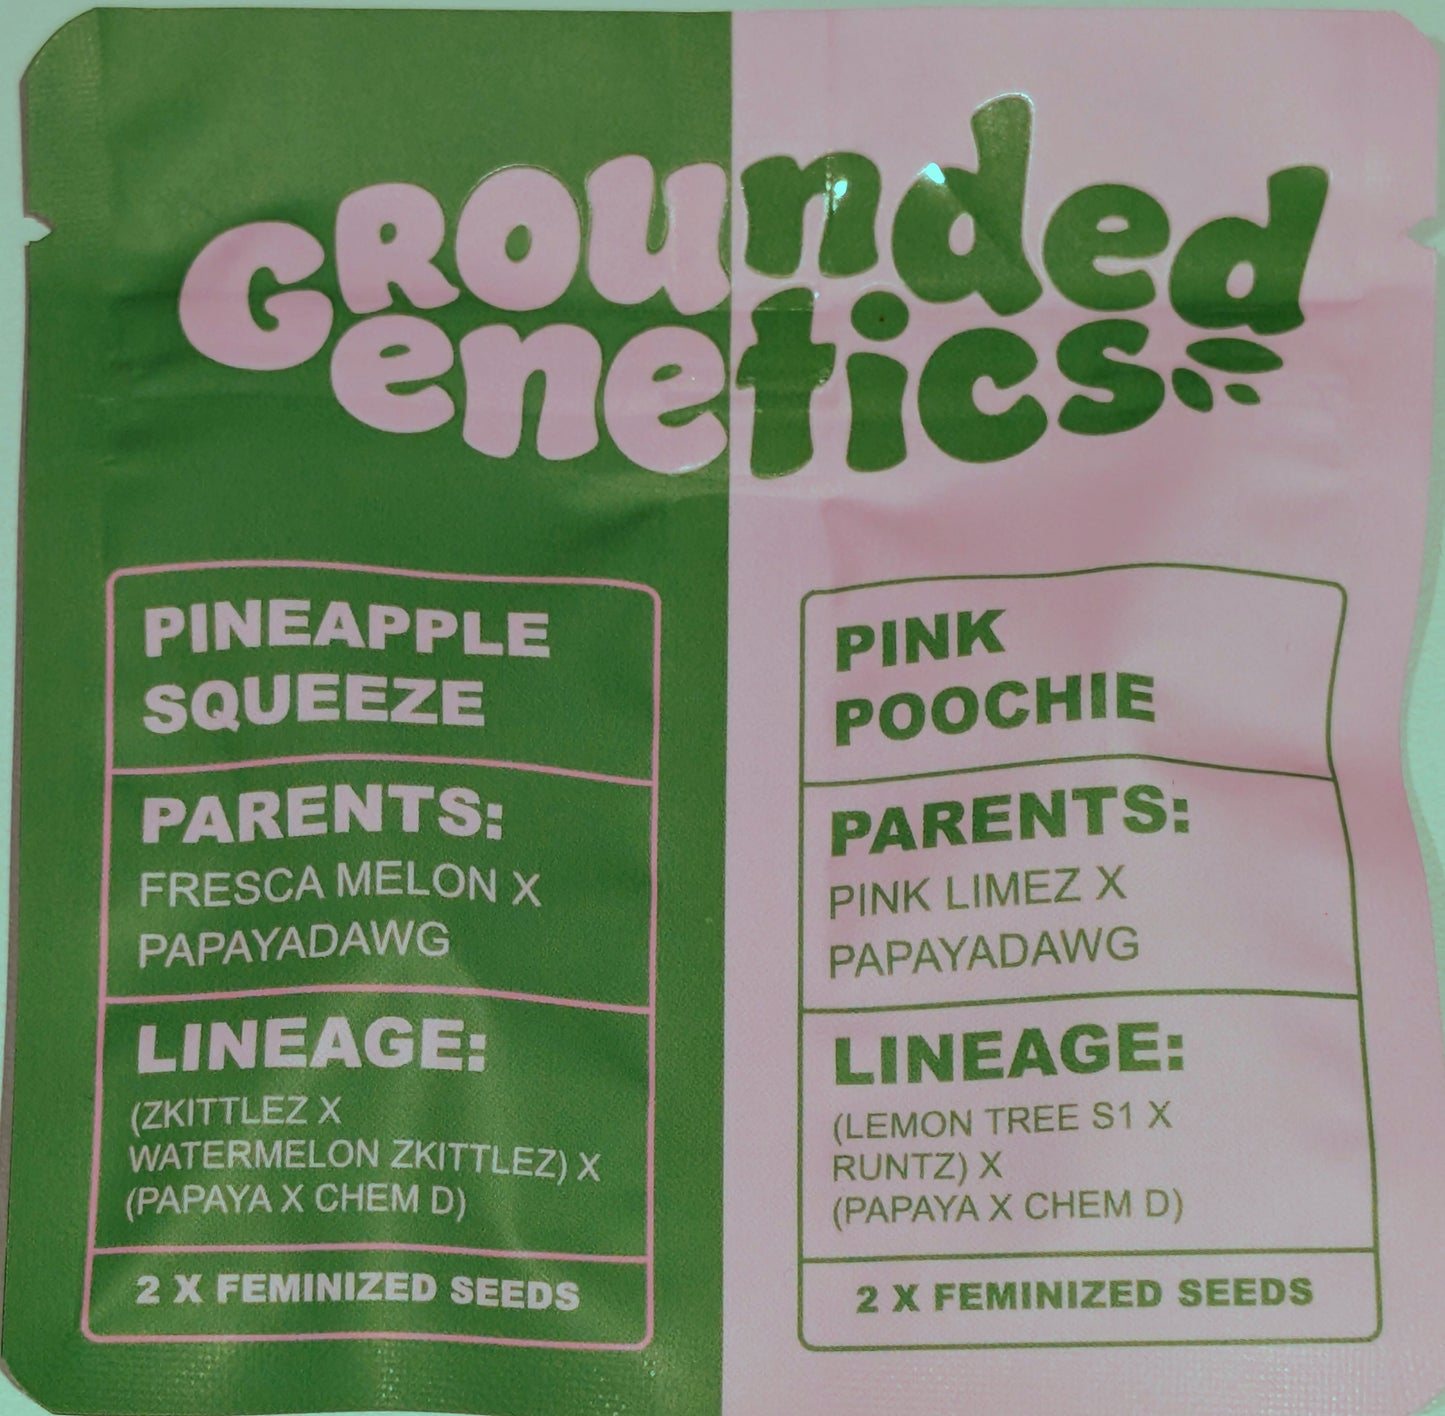 Grounded
Genetics
PINEAPPLE
SQUEEZE
PARENTS:
FRESCA MELON X
PAPAYADAWG
LINEAGE:
(ZKITTLEZ X
WATERMELON ZKITTLEZ) X
(PAPAYA X CHEM D)
2 X FEMINIZED SEEDS
PINK
POOCHIE
PARENTS:
PINK LIMEZ X
PAPAYADAWG
LINEAGE:
(LEMON TREE S1 X
RUNTZ) X
(PAPAYA X CHEM D)
2 X FEMINIZED SEEDS